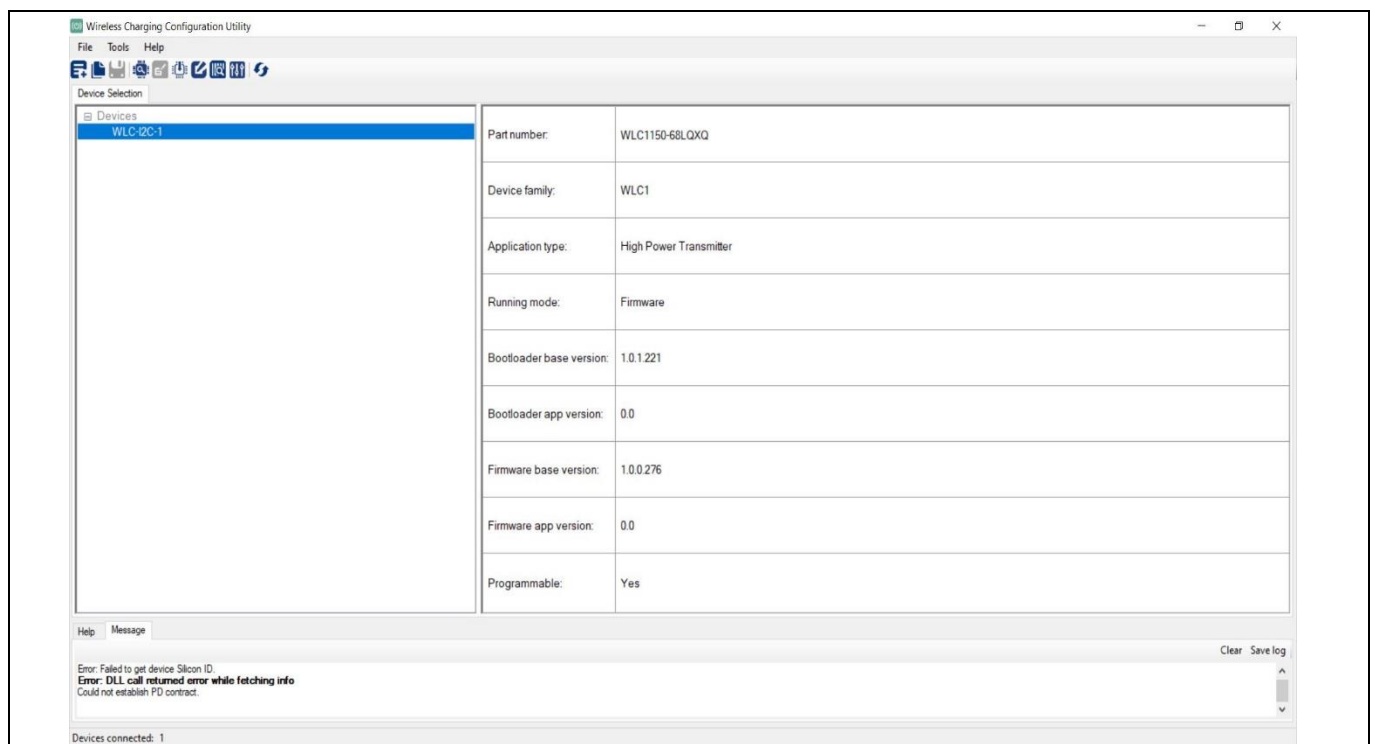 Wireless Charging Configuration Utility
File Tools Help
Device Selection
Devices
WLC-I2C-1
Part number: WLC1150-68LQXQ
Device family: WLC1
Application type: High Power Transmitter
Running mode: Firmware
Bootloader base version: 1.0.1.221
Bootloader app version: 0.0
Firmware base version: 1.0.0.276
Firmware app version: 0.0
Programmable: Yes
Help Message
Clear Save log
Error: Failed to get device Silicon ID.
Error: DLL call returned error while fetching info
Could not establish PD contract.
Devices connected: 1